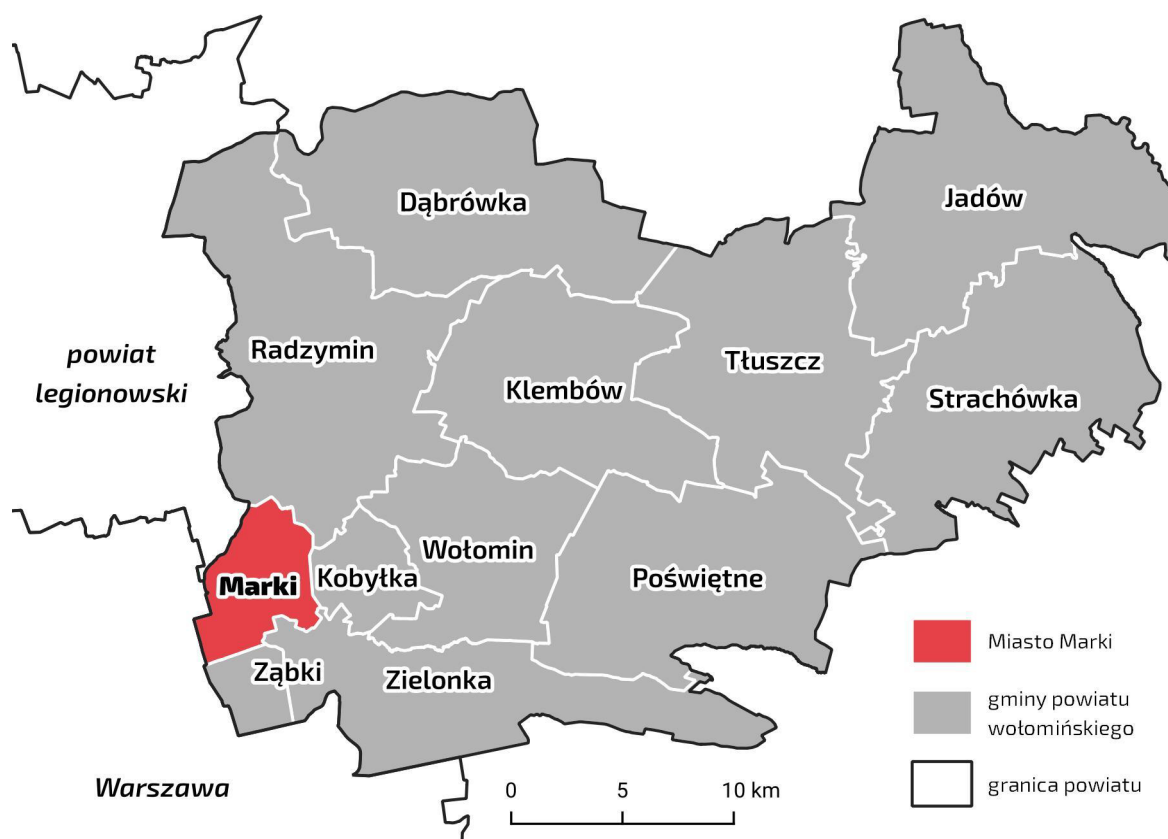 Dąbrówka
Jadów
powiat
legionowski
Radzymin
Klembów
Tłuszcz
Strachówka
Marki
Kobyłka
Wołomin
Poświętne
Ząbki
Zielonka
Warszawa
0 5 10 km
Miasto Marki
gminy powiatu
wołomińskiego
granica powiatu